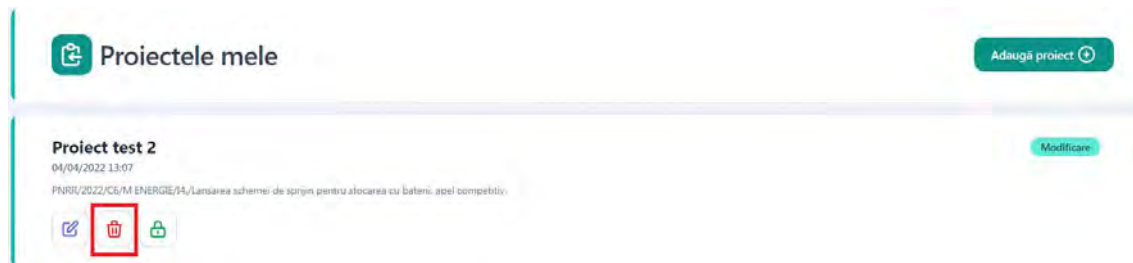 Proiectele mele
Adaugă proiect
Proiect test 2
Modificare
04/04/2022 13:07
PNRR/2022/C6/M ENERGIE/I4,/Lansarea schemei de sprijin pentru stocarea cu baterii, apel competitiv.